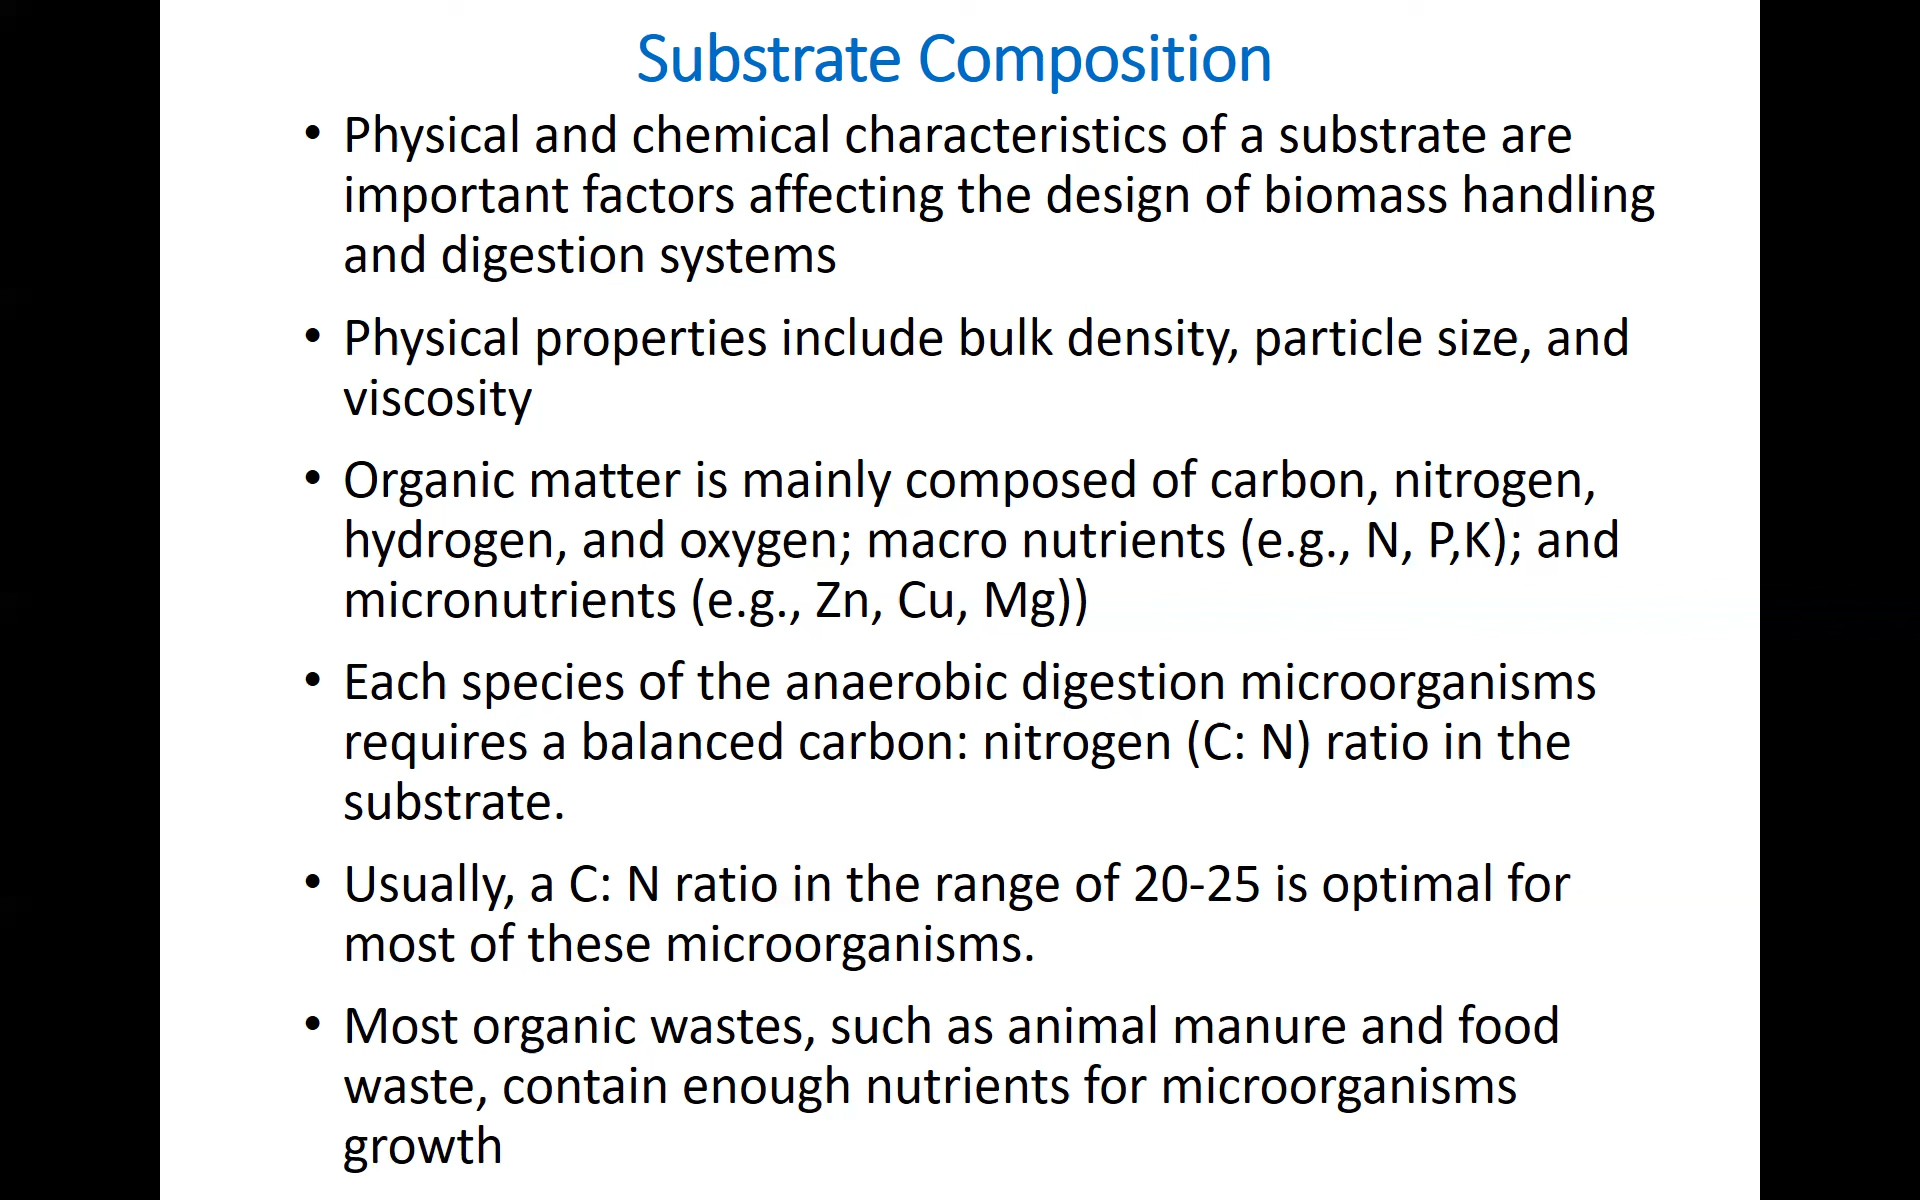 Substrate Composition
• Physical and chemical characteristics of a substrate are
important factors affecting the design of biomass handling
and digestion systems
• Physical properties include bulk density, particle size, and
viscosity
• Organic matter is mainly composed of carbon, nitrogen,
hydrogen, and oxygen; macro nutrients (e.g., N, P,K); and
micronutrients (e.g., Zn, Cu, Mg))
• Each species of the anaerobic digestion microorganisms
requires a balanced carbon: nitrogen (C: N) ratio in the
substrate.
• Usually, a C: N ratio in the range of 20-25 is optimal for
most of these microorganisms.
• Most organic wastes, such as animal manure and food
waste, contain enough nutrients for microorganisms
growth